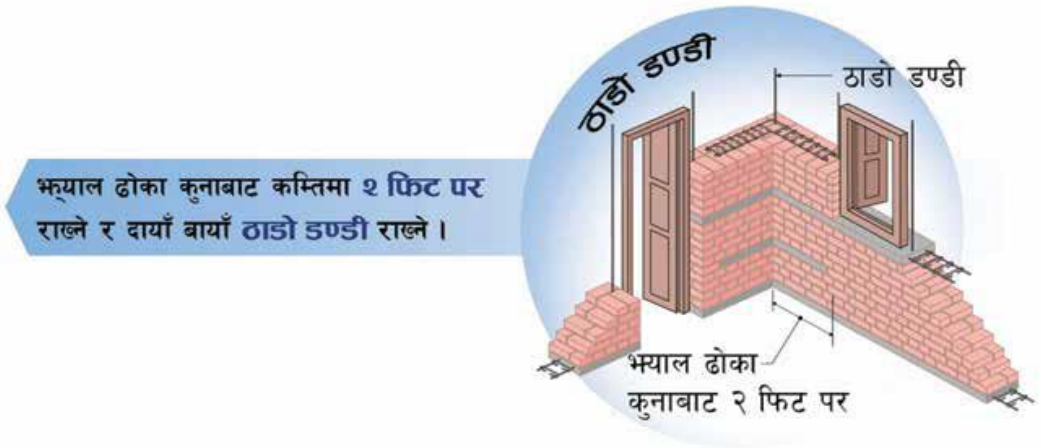 ठाडो डण्डी
ठाडो डण्डी
झ्याल ढोका कुनाबाट कम्तिमा २ फिट पर
राख्ने र दायाँ बायाँ ठाडो डण्डी राख्ने ।
झ्याल ढोका
कुनाबाट २ फिट पर